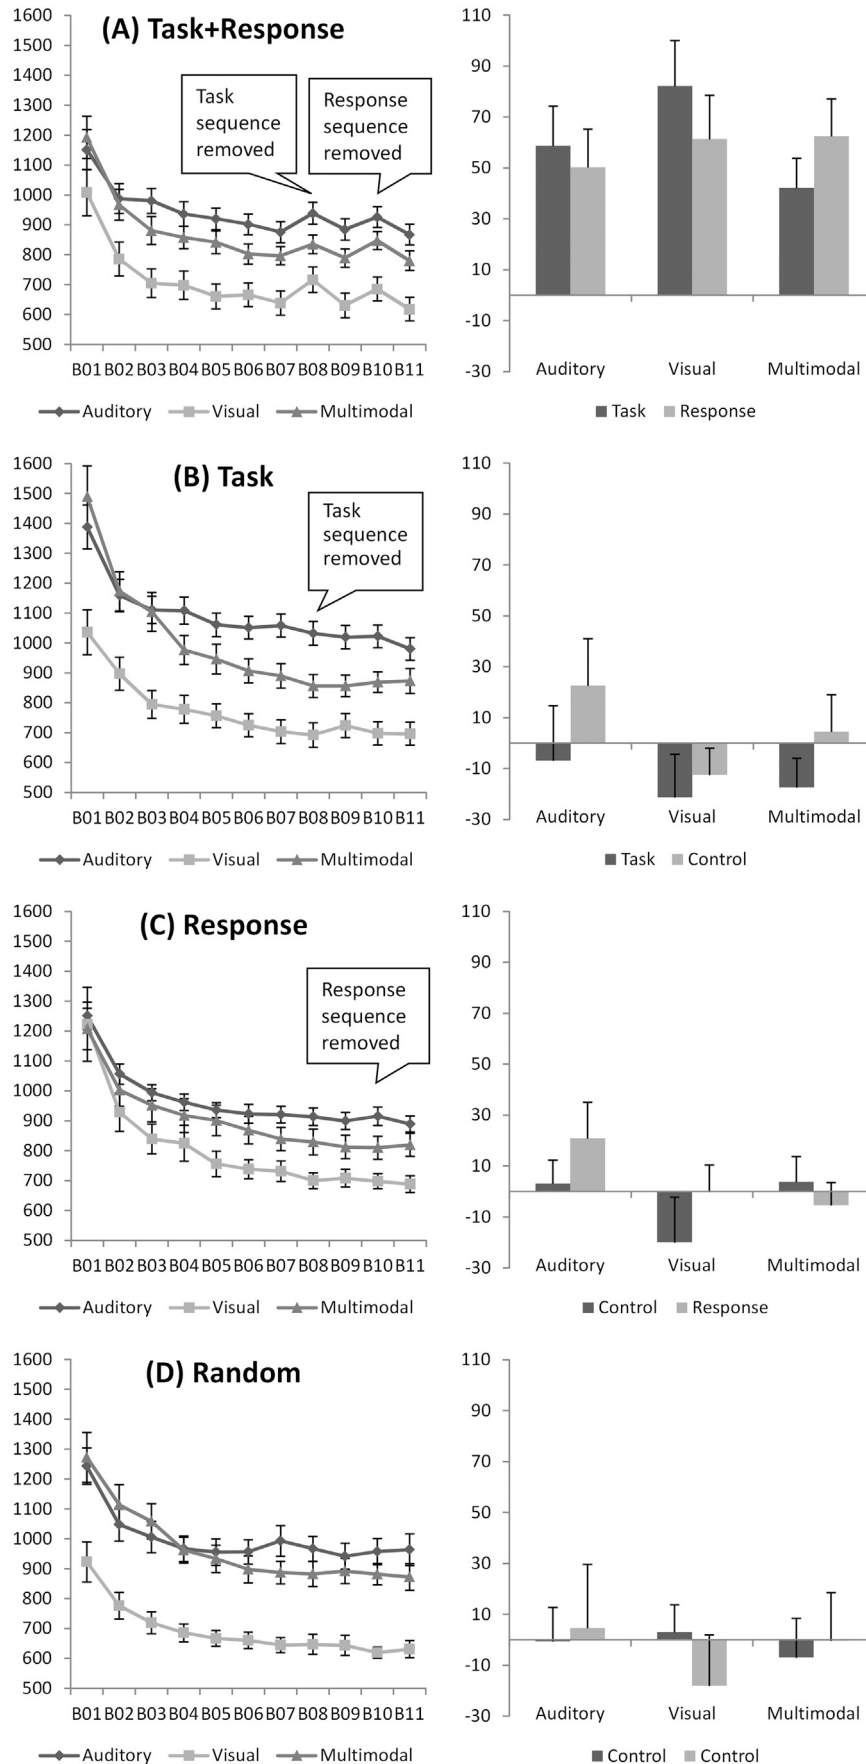 (A) Task+Response
1600
1500
1400
1300
1200
1100
1000
900
800
700
600
500
Task
sequence
removed
Response
sequence
removed
B01 B02 B03 B04 B05 B06 B07 B08 B09 B10 B11
Auditory Visual Multimodal
110
90
70
50
30
10
-10
-30
Auditory Visual Multimodal
Task Response
(B) Task
1600
1500
1400
1300
1200
1100
1000
900
800
700
600
500
Task
sequence
removed
B01 B02 B03 B04 B05 B06 B07 B08 B09 B10 B11
Auditory Visual Multimodal
110
90
70
50
30
10
-10
-30
Auditory Visual Multimodal
Task Control
(C) Response
1600
1500
1400
1300
1200
1100
1000
900
800
700
600
500
Response
sequence
removed
B01 B02 B03 B04 B05 B06 B07 B08 B09 B10 B11
Auditory Visual Multimodal
110
90
70
50
30
10
-10
-30
Auditory Visual Multimodal
Control Response
(D) Random
1600
1500
1400
1300
1200
1100
1000
900
800
700
600
500
B01 B02 B03 B04 B05 B06 B07 B08 B09 B10 B11
Auditory Visual Multimodal
110
90
70
50
30
10
-10
-30
Auditory Visual Multimodal
Control Control